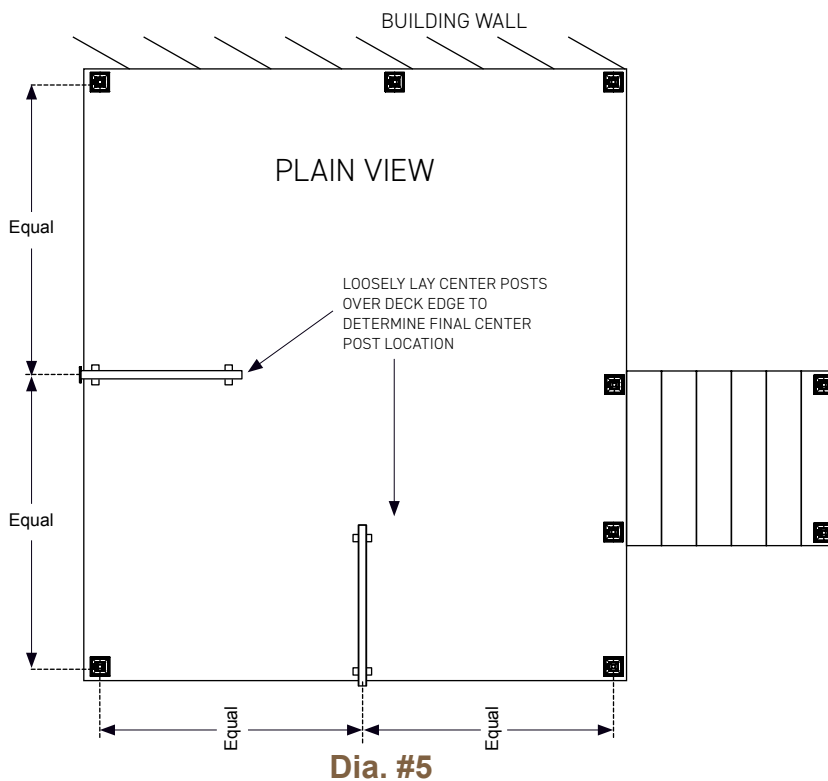 BUILDING WALL
PLAIN VIEW
Equal
LOOSELY LAY CENTER POSTS
OVER DECK EDGE TO
DETERMINE FINAL CENTER
POST LOCATION
Equal
Equal
Equal
Dia. #5